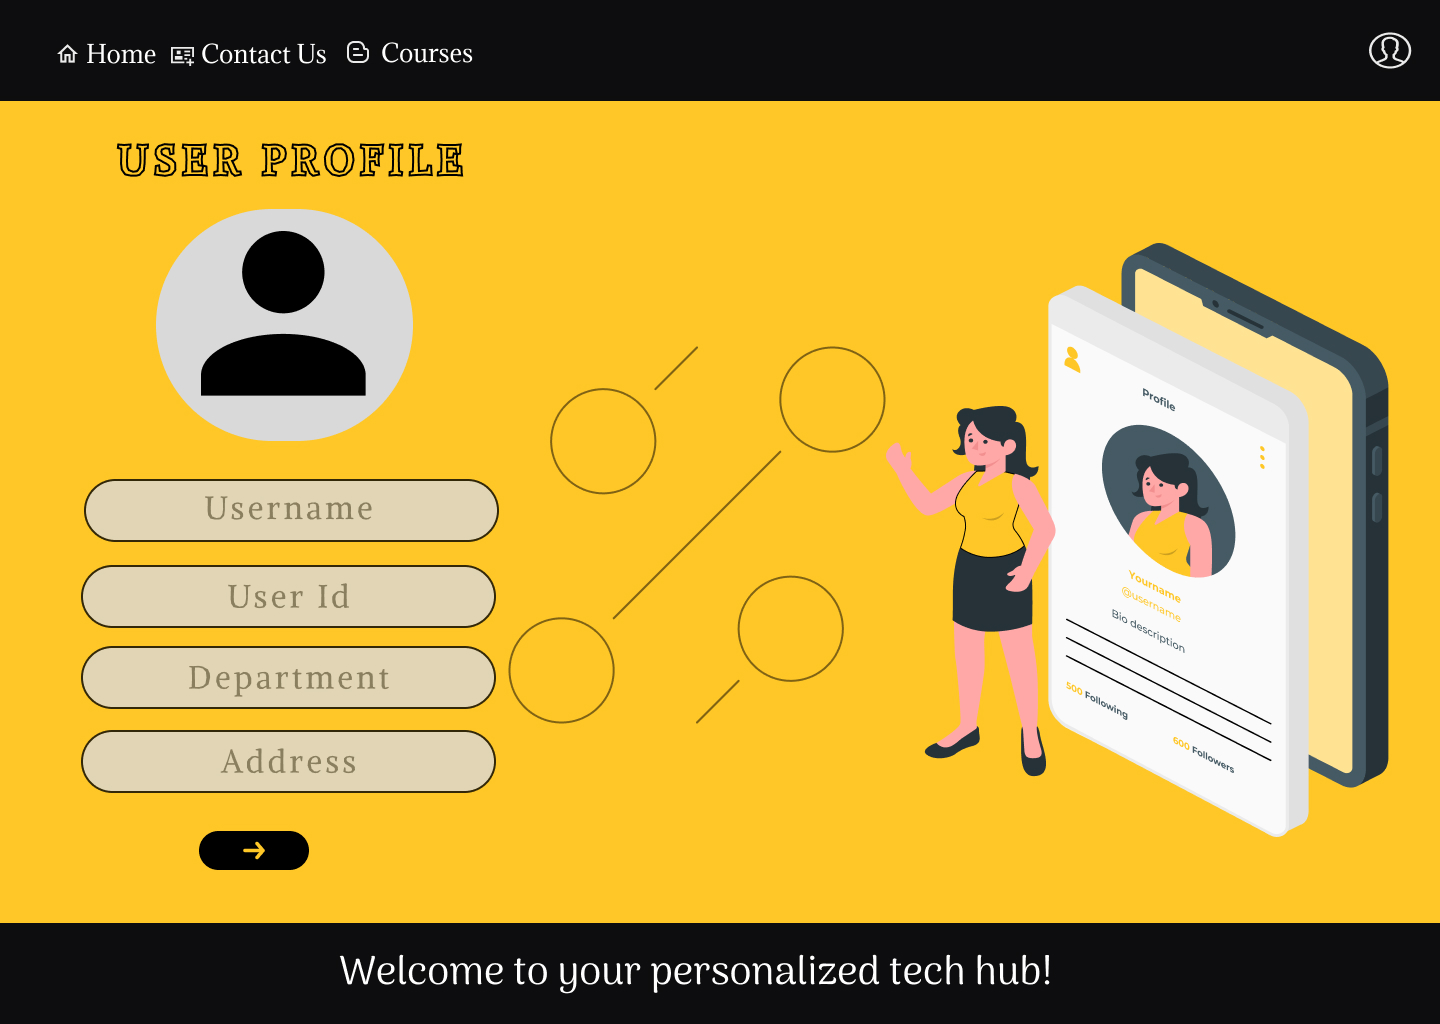 Home Contact Us Courses
USER PROFILE
Username
User Id
Department
Address
Profile
Yourname
@username
Bio description
500 Following
600 Followers
Welcome to your personalized tech hub!